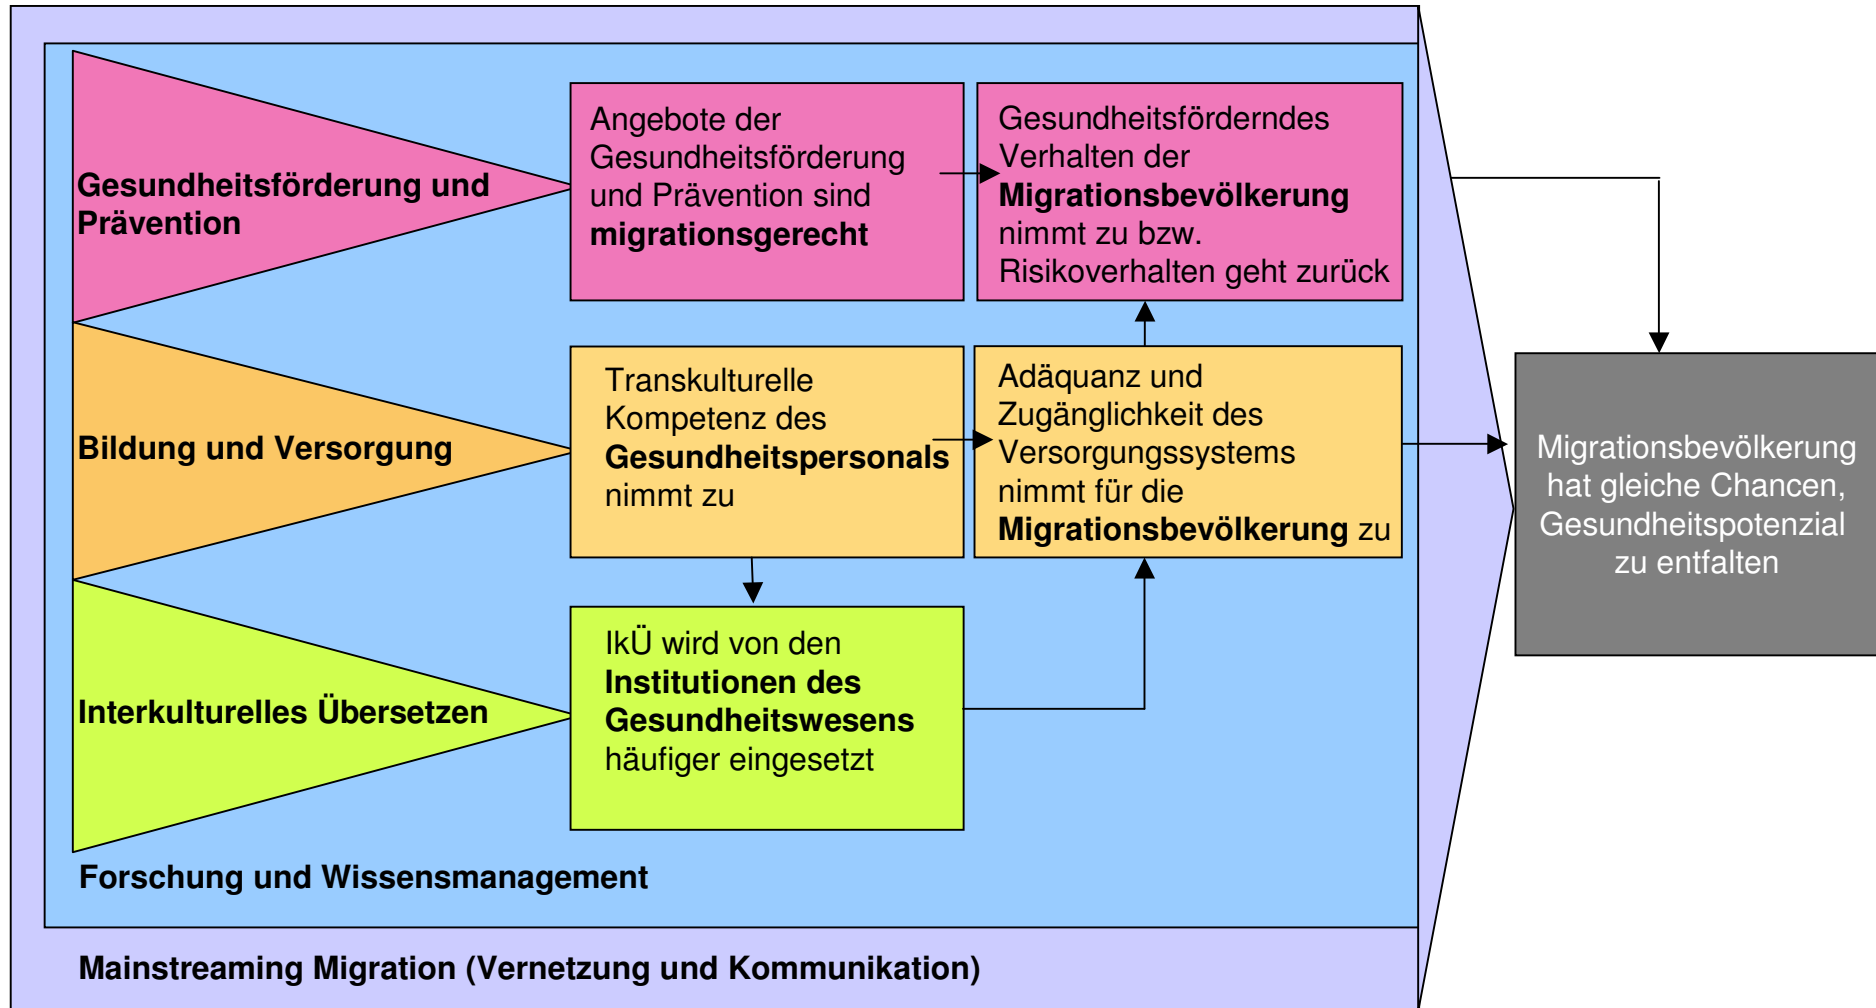 Gesundheitsförderung und
Prävention
Angebote der
Gesundheitsförderung
und Prävention sind
migrationsgerecht
Gesundheitsförderndes
Verhalten der
Migrationsbevölkerung
nimmt zu bzw.
Risikoverhalten geht zurück
Bildung und Versorgung
Transkulturelle
Kompetenz des
Gesundheitspersonals
nimmt zu
Adäquanz und
Zugänglichkeit des
Versorgungssystems
nimmt für die
Migrationsbevölkerung zu
Migrationsbevölkerung
hat gleiche Chancen,
Gesundheitspotenzial
zu entfalten
Interkulturelles Übersetzen
IkÜ wird von den
Institutionen des
Gesundheitswesens
häufiger eingesetzt
Forschung und Wissensmanagement
Mainstreaming Migration (Vernetzung und Kommunikation)